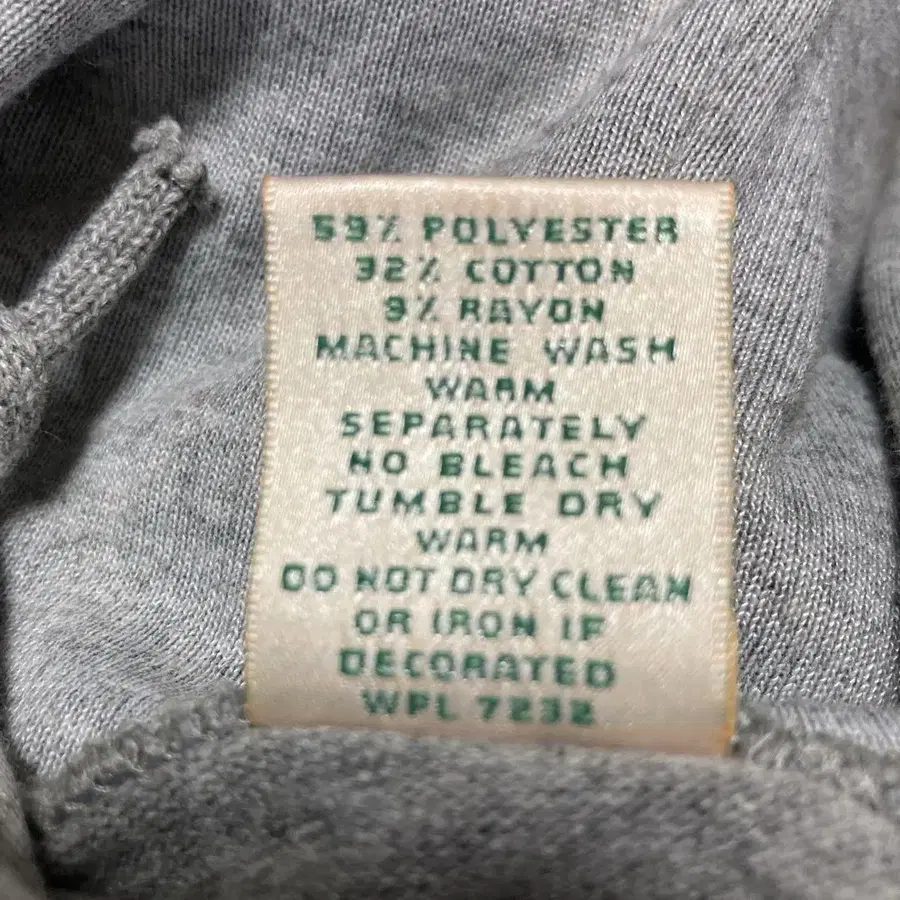 59% POLYESTER
32% COTTON
9% RAYON
MACHINE WASH
WARM
SEPARATELY
NO BLEACH
TUMBLE DRY
WARM
DO NOT DRY CLEAN
OR IRON IF
DECORATED
WPL 7232